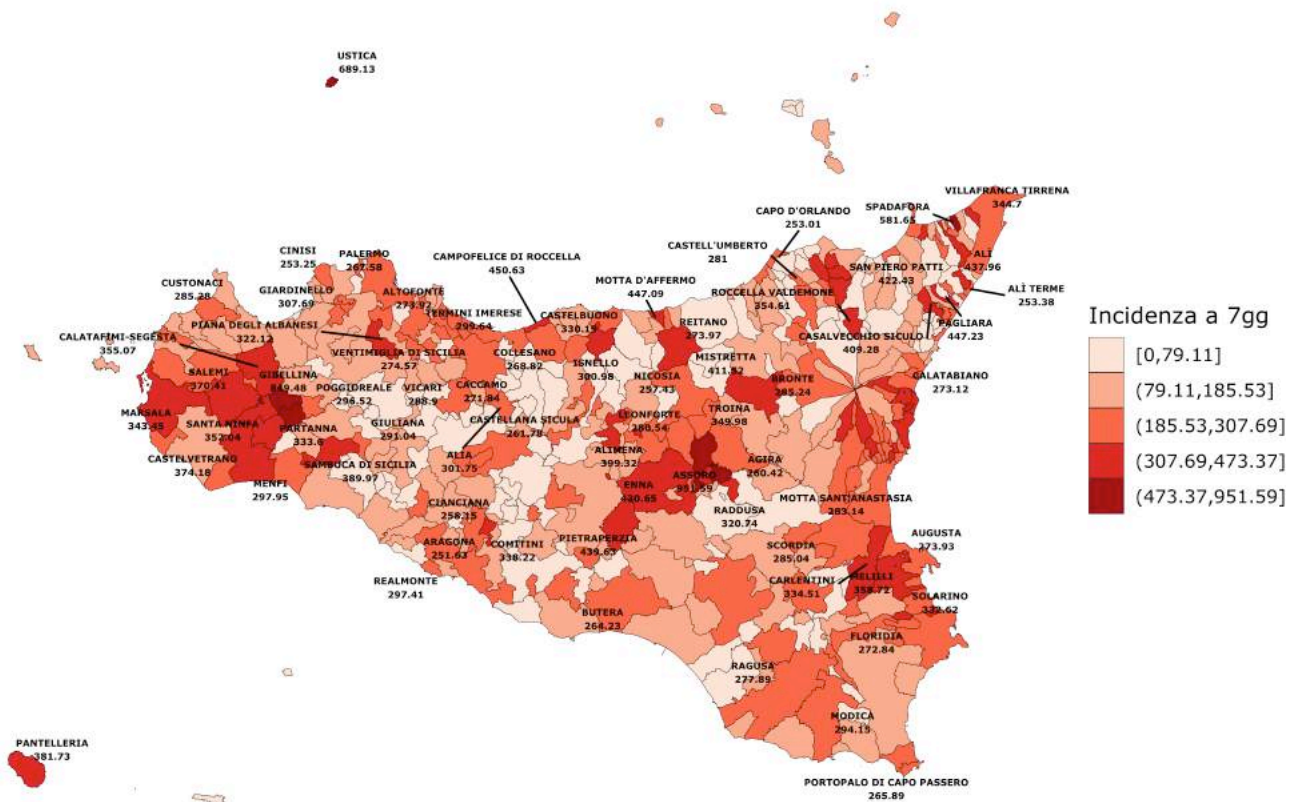 USTICA
689.13
VILLAFRANCA TIRRENA
344.7
SPADAFORA
581.65
CAPO D'ORLANDO
253.01
CASTELL'UMBERTO
281
CINISI
253.25
PALERMO
267.58
CAMPOFELICE DI ROCCELLA
450.63
SAN PIERO PATTI
422.43
ALÌ
437.96
CUSTONACI
285.28
GIARDINELLO
307.69
ALTOFONTE
273.92
MOTTA D'AFFERMO
447.09
ROCCELLA VALDEMONE
354.61
ALÌ TERME
253.38
TERMINI IMERESE
299.64
CASTELBUONO
330.19
REITANO
273.97
PAGLIARA
447.23
PIANA DEGLI ALBANESI
322.12
CALATAFIMI-SEGESTA
355.07
CASALVECCHIO SICULO
409.28
VENTIMIGLIA DI SICILIA
274.57
COLLESANO
268.82
MISTRETTA
411.52
SALEMI
370.41
GIBELLINA
849.48
300.98
NICOSIA
257.43
BRONTE
285.24
CALATABIANO
273.12
POGGIOREALE
296.52
VICARI
288.9
CACCAMO
271.84
MARSALA
343.45
SANTA NINFA
352.04
PARTANNA
333.6
GIULIANA
291.04
CASTELLANA SICULA
261.78
LEONFORTE
280.54
TROINA
349.98
CASTELVETRANO
374.18
SAMBUCA DI SICILIA
389.97
ALIA
301.75
ALIMENA
399.32
AGIRA
260.42
MENFI
297.95
ENNA
430.65
ASSORO
951.59
CIANCIANA
258.15
RADDUSA
320.74
MOTTA SANT'ANASTASIA
283.14
ARAGONA
251.63
COMITINI
338.22
PIETRAPERZIA
439.63
SCORDIA
285.04
AUGUSTA
273.93
REALMONTE
297.41
CARLENTINI
334.51
MELILLI
358.72
SOLARINO
332.62
BUTERA
264.23
FLORIDIA
272.84
RAGUSA
277.89
MODICA
294.15
PANTELLERIA
381.73
PORTOPALO DI CAPO PASSERO
265.89
Incidenza a 7gg
[0,79.11]
(79.11,185.53]
(185.53,307.69]
(307.69,473.37]
(473.37,951.59]